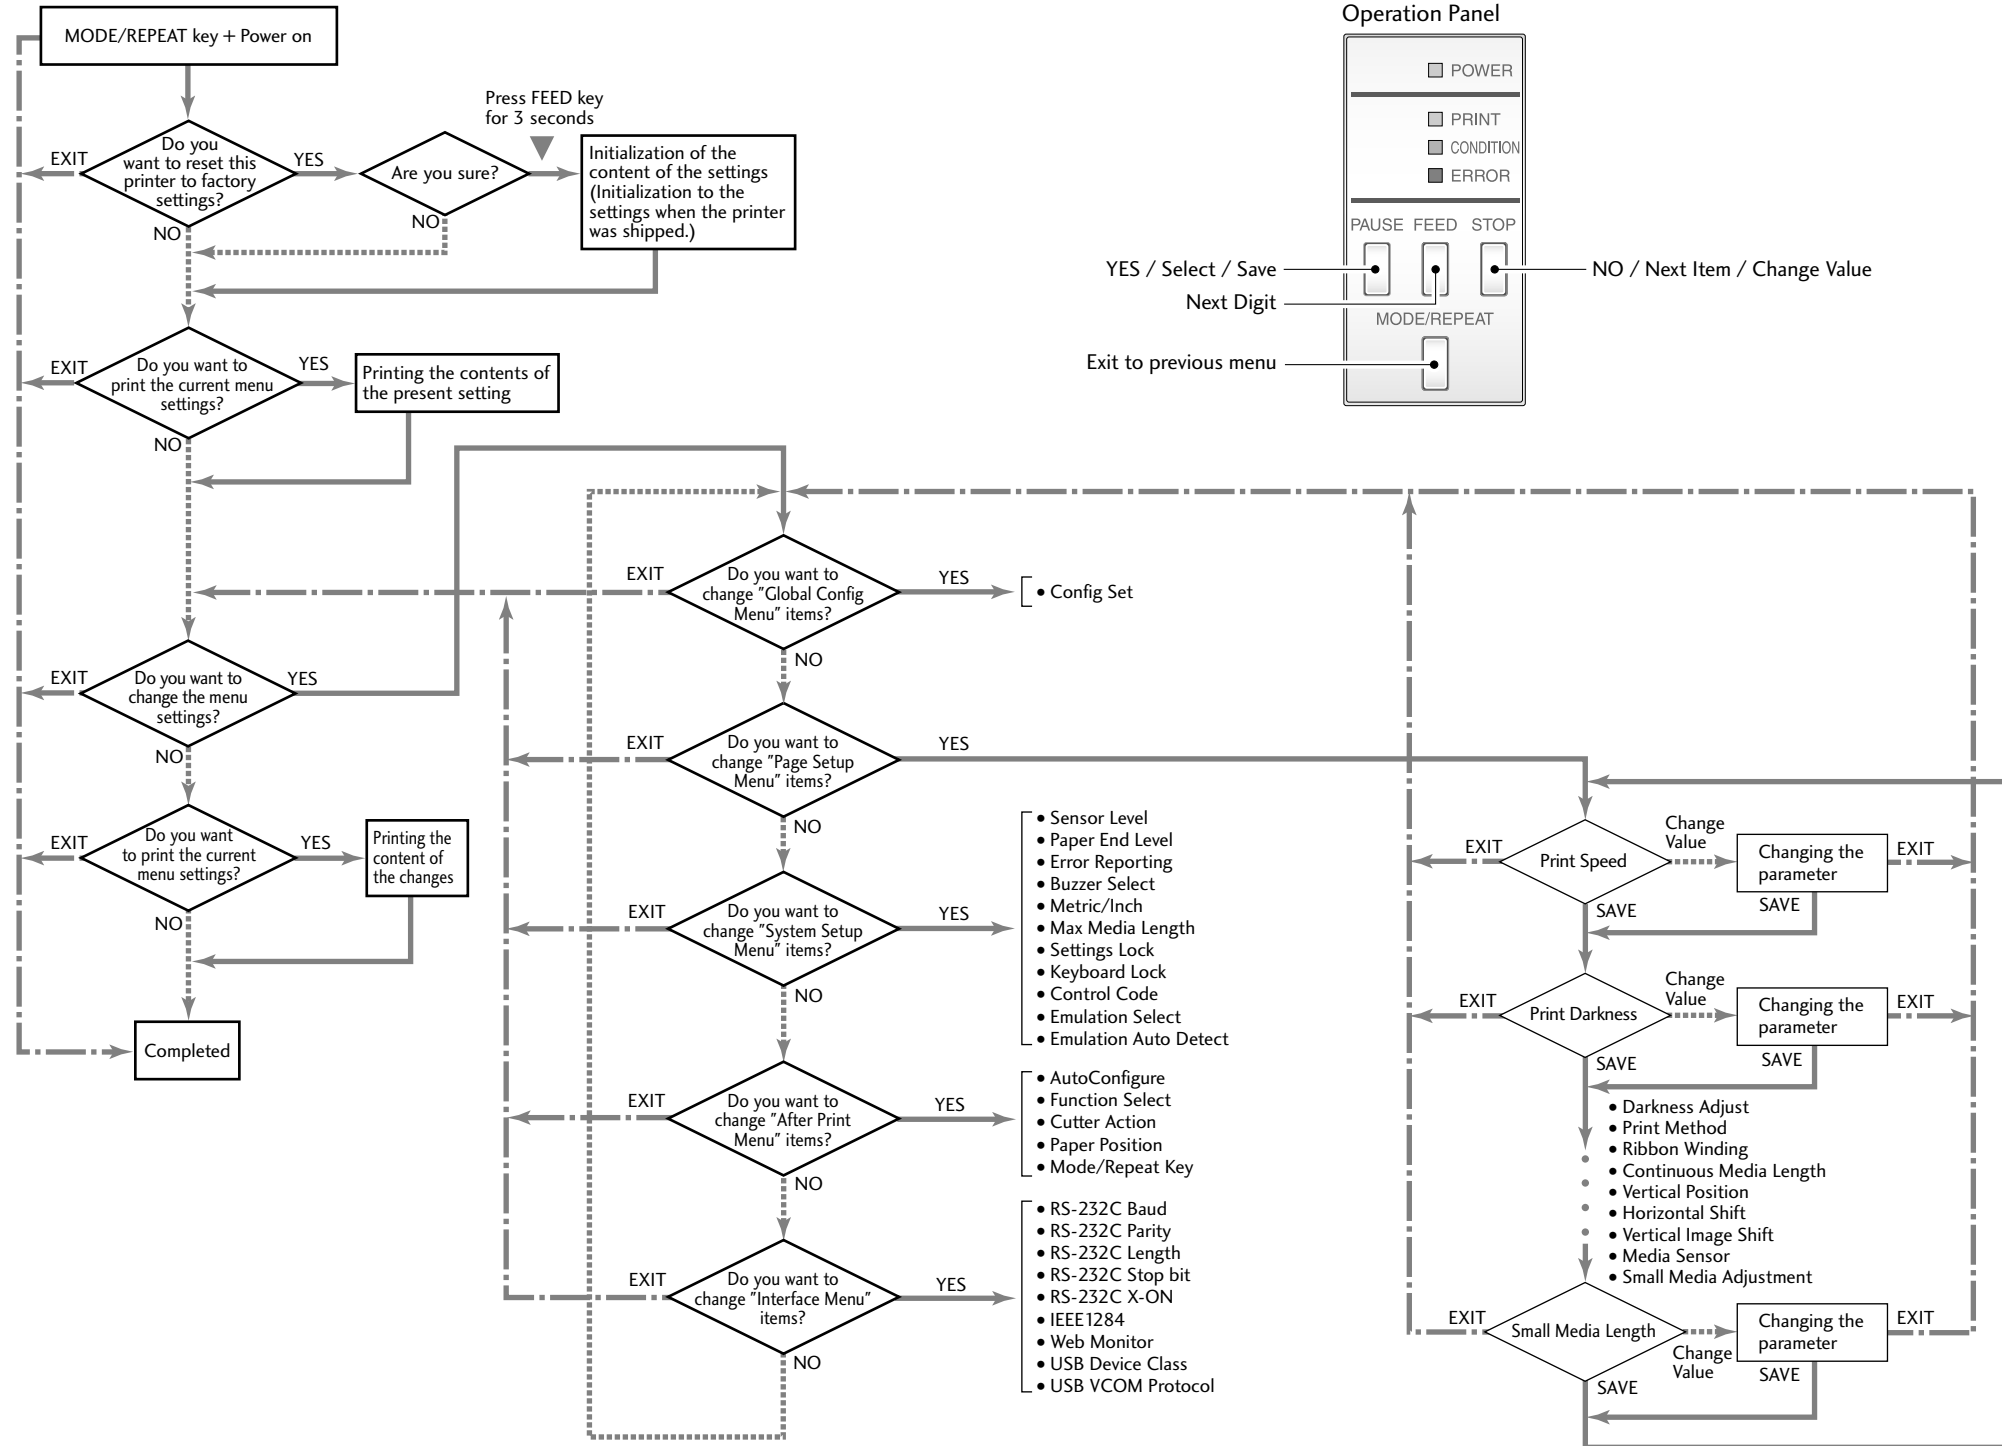 MODE/REPEAT key + Power on
Do you
want to reset this
printer to factory
settings?
EXIT
YES
NO
Are you sure?
NO
Press FEED key
for 3 seconds
Initialization of the
content of the settings
(Initialization to the
settings when the printer
was shipped.)
Do you want to
print the current menu
settings?
EXIT
YES
NO
Printing the contents of
the present setting
Do you want to
change the menu
settings?
EXIT
YES
NO
Do you want
to print the current
menu settings?
EXIT
YES
NO
Printing the
content of
the changes
Completed
Operation Panel
POWER
PRINT
CONDITION
ERROR
PAUSE FEED STOP
MODE/REPEAT
YES / Select / Save
Next Digit
Exit to previous menu
NO / Next Item / Change Value
Do you want to
change "Global Config
Menu" items?
EXIT
YES
NO
• Config Set
Do you want to
change "Page Setup
Menu" items?
EXIT
YES
NO
Do you want to
change "System Setup
Menu" items?
EXIT
YES
NO
• Sensor Level
• Paper End Level
• Error Reporting
• Buzzer Select
• Metric/Inch
• Max Media Length
• Settings Lock
• Keyboard Lock
• Control Code
• Emulation Select
• Emulation Auto Detect
Do you want to
change "After Print
Menu" items?
EXIT
YES
NO
• AutoConfigure
• Function Select
• Cutter Action
• Paper Position
• Mode/Repeat Key
Do you want to
change "Interface Menu"
items?
EXIT
YES
NO
• RS-232C Baud
• RS-232C Parity
• RS-232C Length
• RS-232C Stop bit
• RS-232C X-ON
• IEEE1284
• Web Monitor
• USB Device Class
• USB VCOM Protocol
Print Speed
EXIT
Change
Value
Changing the
parameter
EXIT
SAVE
SAVE
Print Darkness
EXIT
Change
Value
Changing the
parameter
EXIT
SAVE
SAVE
• Darkness Adjust
• Print Method
• Ribbon Winding
• Continuous Media Length
• Vertical Position
• Horizontal Shift
• Vertical Image Shift
• Media Sensor
• Small Media Adjustment
Small Media Length
EXIT
Change
Value
Changing the
parameter
EXIT
SAVE
SAVE